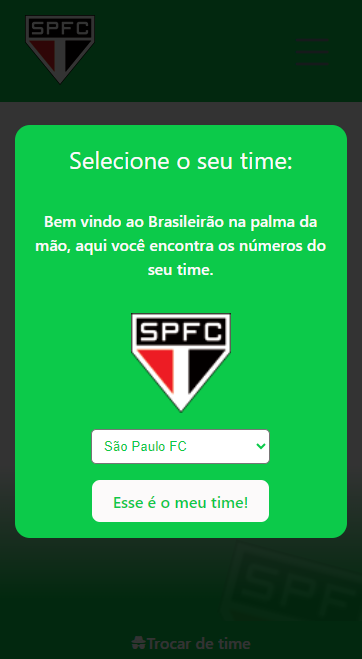 SPFC
Selecione o seu time:
Bem vindo ao Brasileirão na palma da
mão, aqui você encontra os números do
seu time.
SPFC
São Paulo FC
Esse é o meu time!
SPFC
Trocar de time